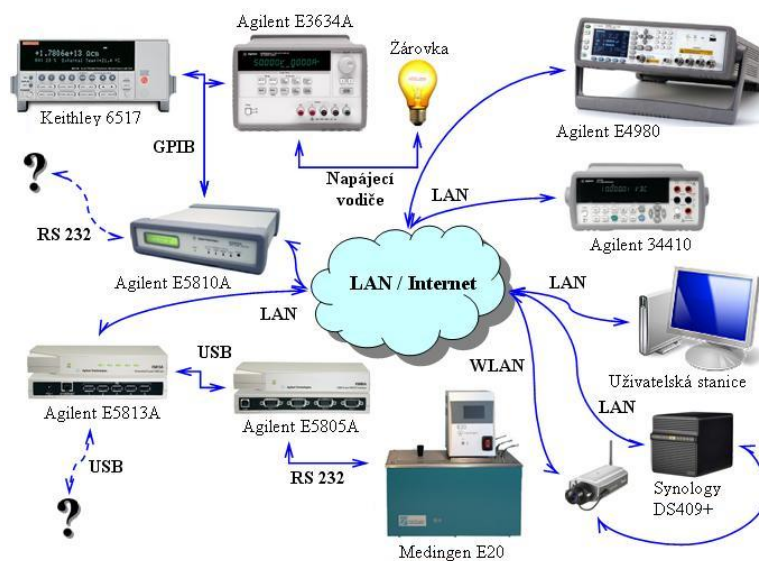 Agilent E3634A
Žárovka
Keithley 6517
Agilent E4980
GPIB
Napájecí
vodiče
LAN
?
RS 232
Agilent 34410
Agilent E5810A
LAN / Internet
LAN
LAN
USB
WLAN
Uživatelská stanice
Agilent E5813A
Agilent E5805A
LAN
USB
RS 232
Synology
DS409+
?
Medingen E20